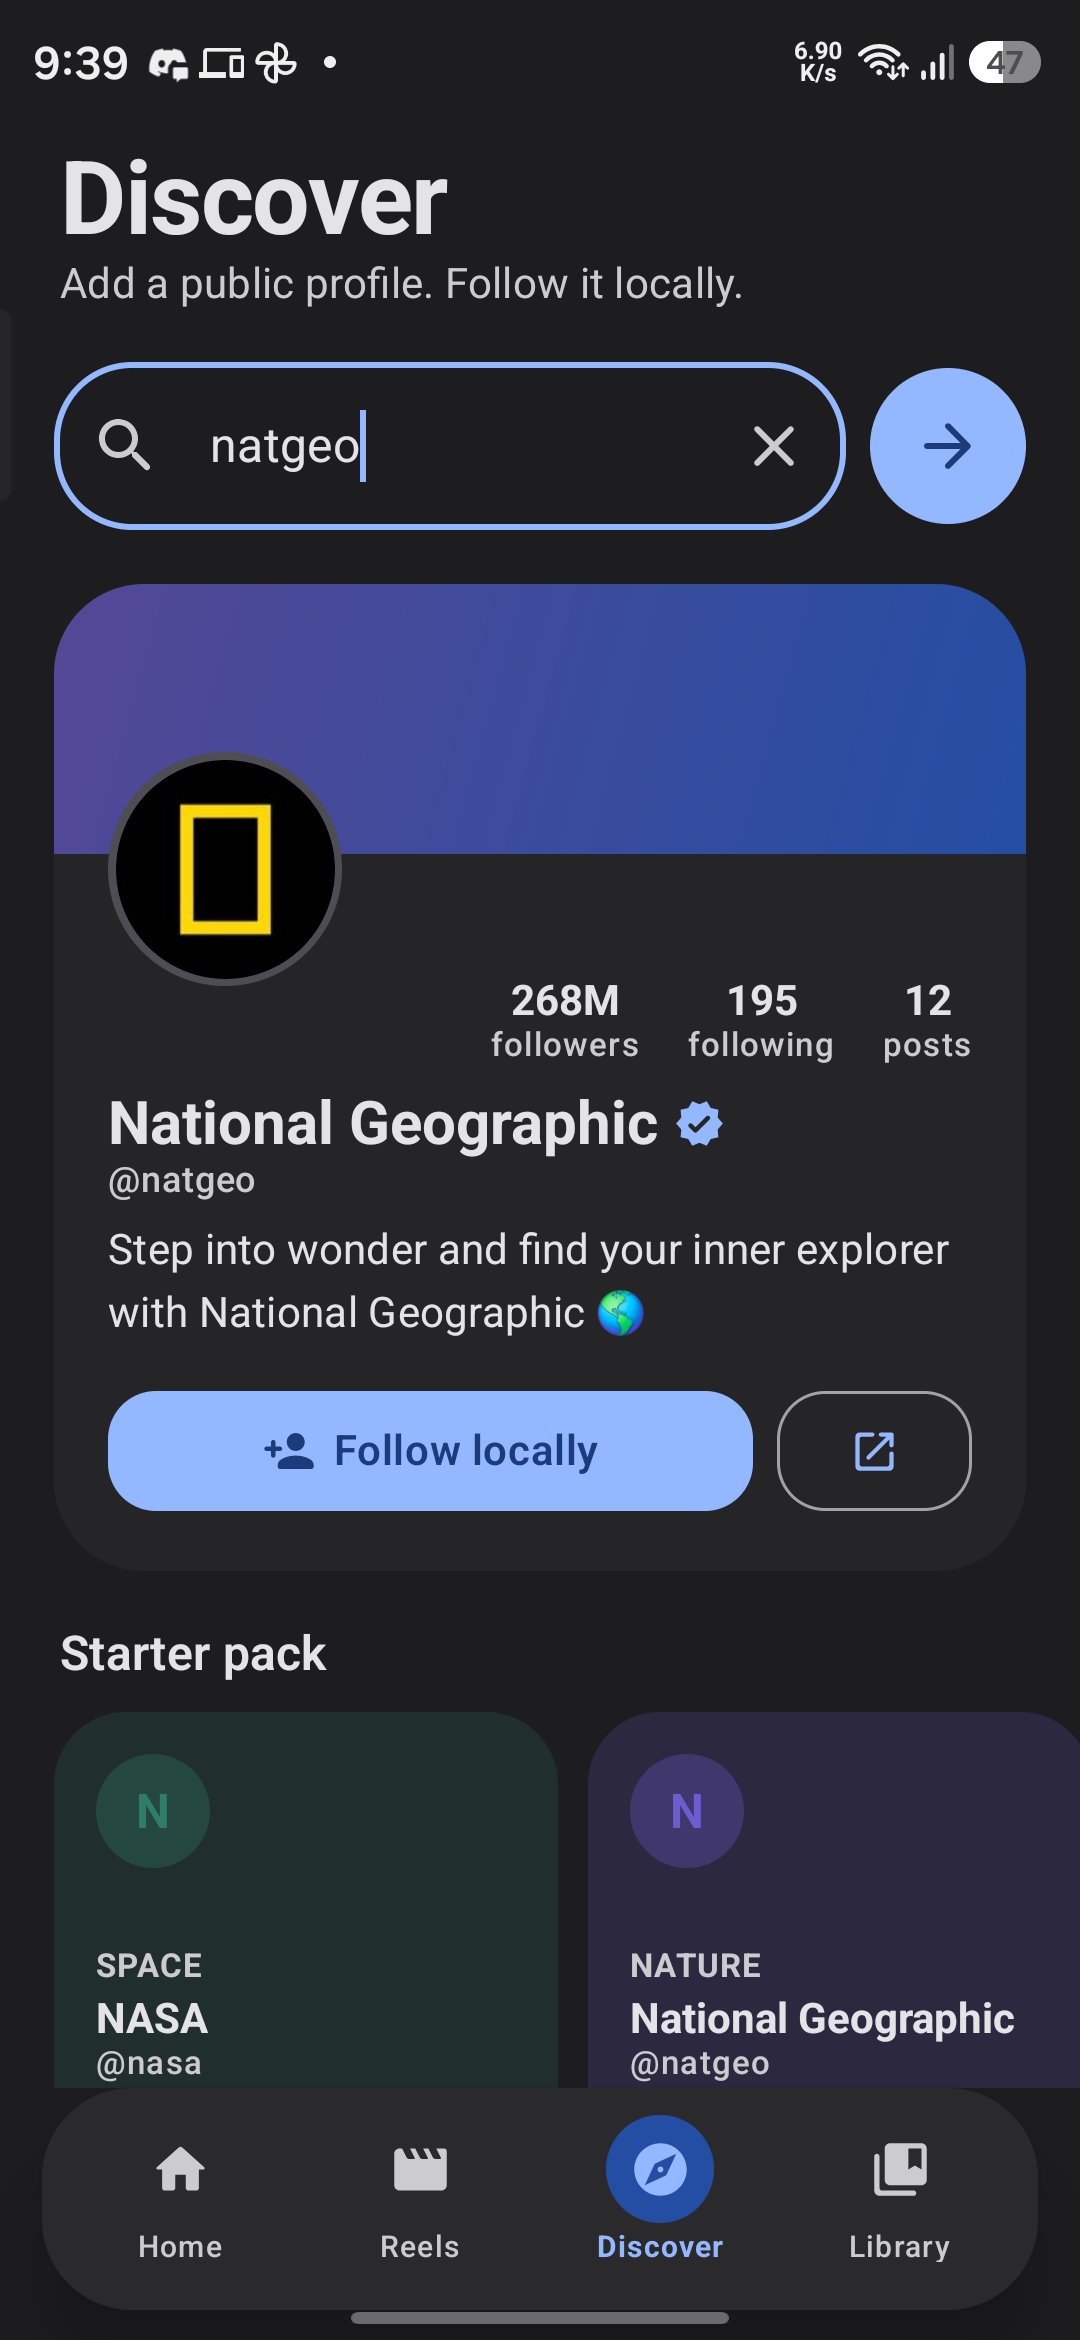 9:39
6.90
K/s
47
Discover
Add a public profile. Follow it locally.
natgeo
268M
followers
195
following
12
posts
National Geographic
@natgeo
Step into wonder and find your inner explorer
with National Geographic 🌎
Follow locally
Starter pack
N
SPACE
NASA
@nasa
N
NATURE
National Geographic
@natgeo
Home
Reels
Discover
Library